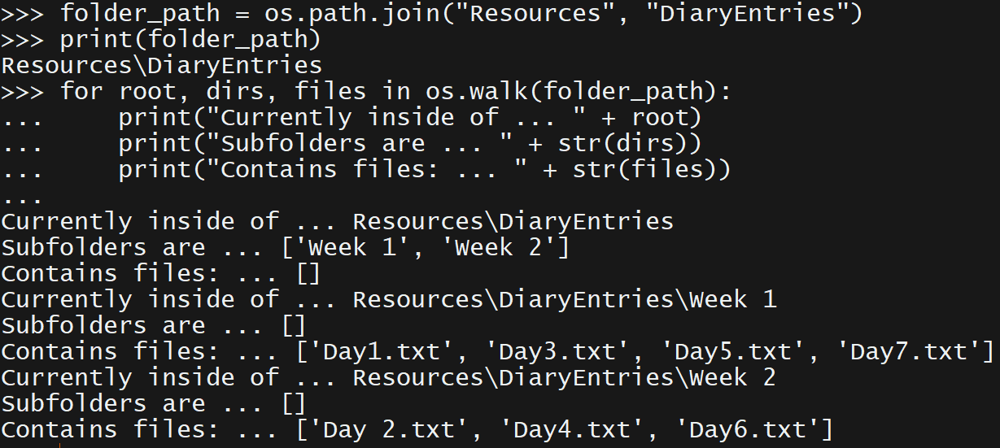 >>> folder_path = os.path.join("Resources", "DiaryEntries")
>>> print(folder_path)
Resources\DiaryEntries
>>> for root, dirs, files in os.walk(folder_path):
...     print("Currently inside of ... " + root)
...     print("Subfolders are ... " + str(dirs))
...     print("Contains files: ... " + str(files))
...
Currently inside of ... Resources\DiaryEntries
Subfolders are ... ['Week 1', 'Week 2']
Contains files: ... []
Currently inside of ... Resources\DiaryEntries\Week 1
Subfolders are ... []
Contains files: ... ['Day1.txt', 'Day3.txt', 'Day5.txt', 'Day7.txt']
Currently inside of ... Resources\DiaryEntries\Week 2
Subfolders are ... []
Contains files: ... ['Day 2.txt', 'Day4.txt', 'Day6.txt']